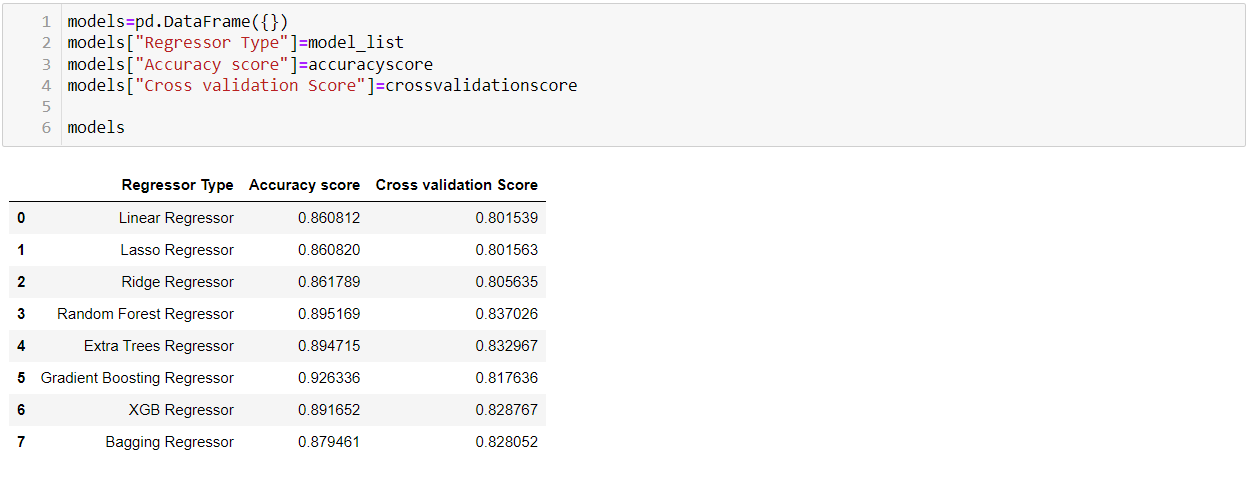 1 models=pd.DataFrame({})
2 models["Regressor Type"]=model_list
3 models["Accuracy score"]=accuracyscore
4 models["Cross validation Score"]=crossvalidationscore
5
6 models
Regressor Type Accuracy score Cross validation Score
0 Linear Regressor 0.860812 0.801539
1 Lasso Regressor 0.860820 0.801563
2 Ridge Regressor 0.861789 0.805635
3 Random Forest Regressor 0.895169 0.837026
4 Extra Trees Regressor 0.894715 0.832967
5 Gradient Boosting Regressor 0.926336 0.817636
6 XGB Regressor 0.891652 0.828767
7 Bagging Regressor 0.879461 0.828052